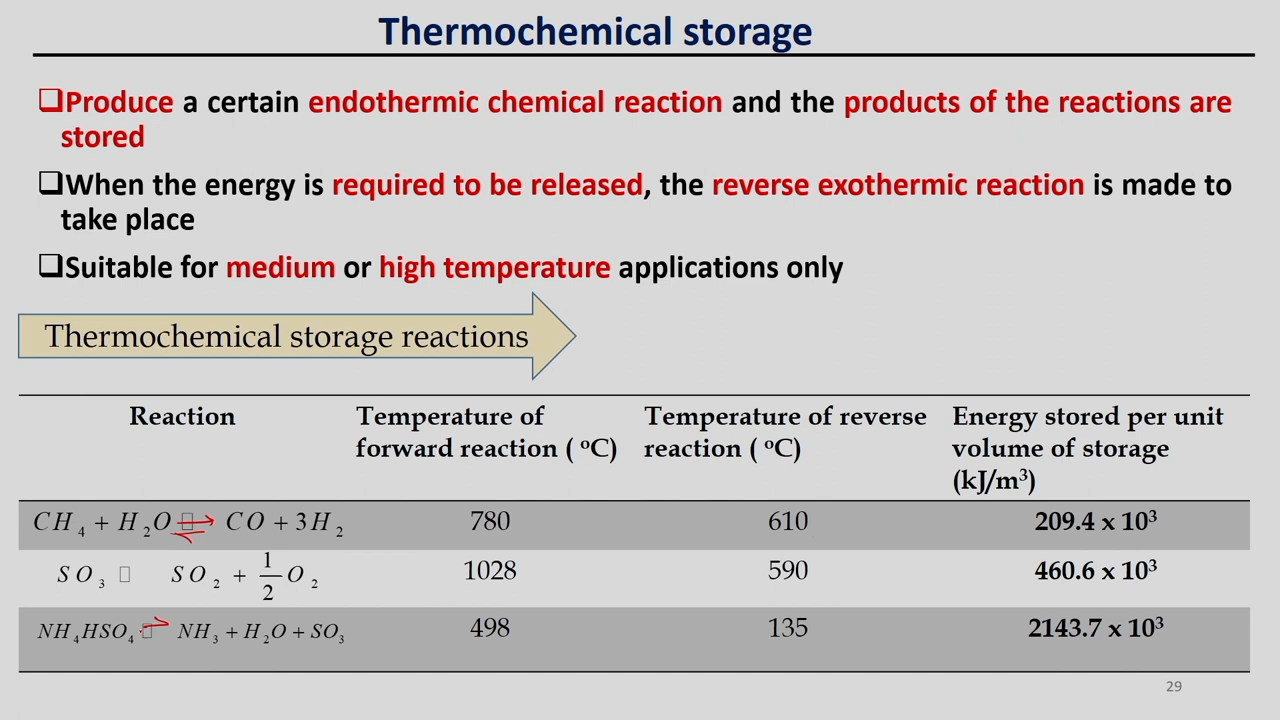 Thermochemical storage
❑Produce a certain endothermic chemical reaction and the products of the reactions are
stored
❑When the energy is required to be released, the reverse exothermic reaction is made to
take place
❑Suitable for medium or high temperature applications only
Thermochemical storage reactions
Reaction Temperature of forward reaction ( °C) Temperature of reverse reaction ( °C) Energy stored per unit volume of storage (kJ/m³)
CH₄ + H₂O ⇌ CO + 3H₂ 780 610 209.4 x 10³
SO₃ □ SO₂ + 1/2 O₂ 1028 590 460.6 x 10³
NH₄HSO₄ ⇌ NH₃ + H₂O + SO₃ 498 135 2143.7 x 10³
29